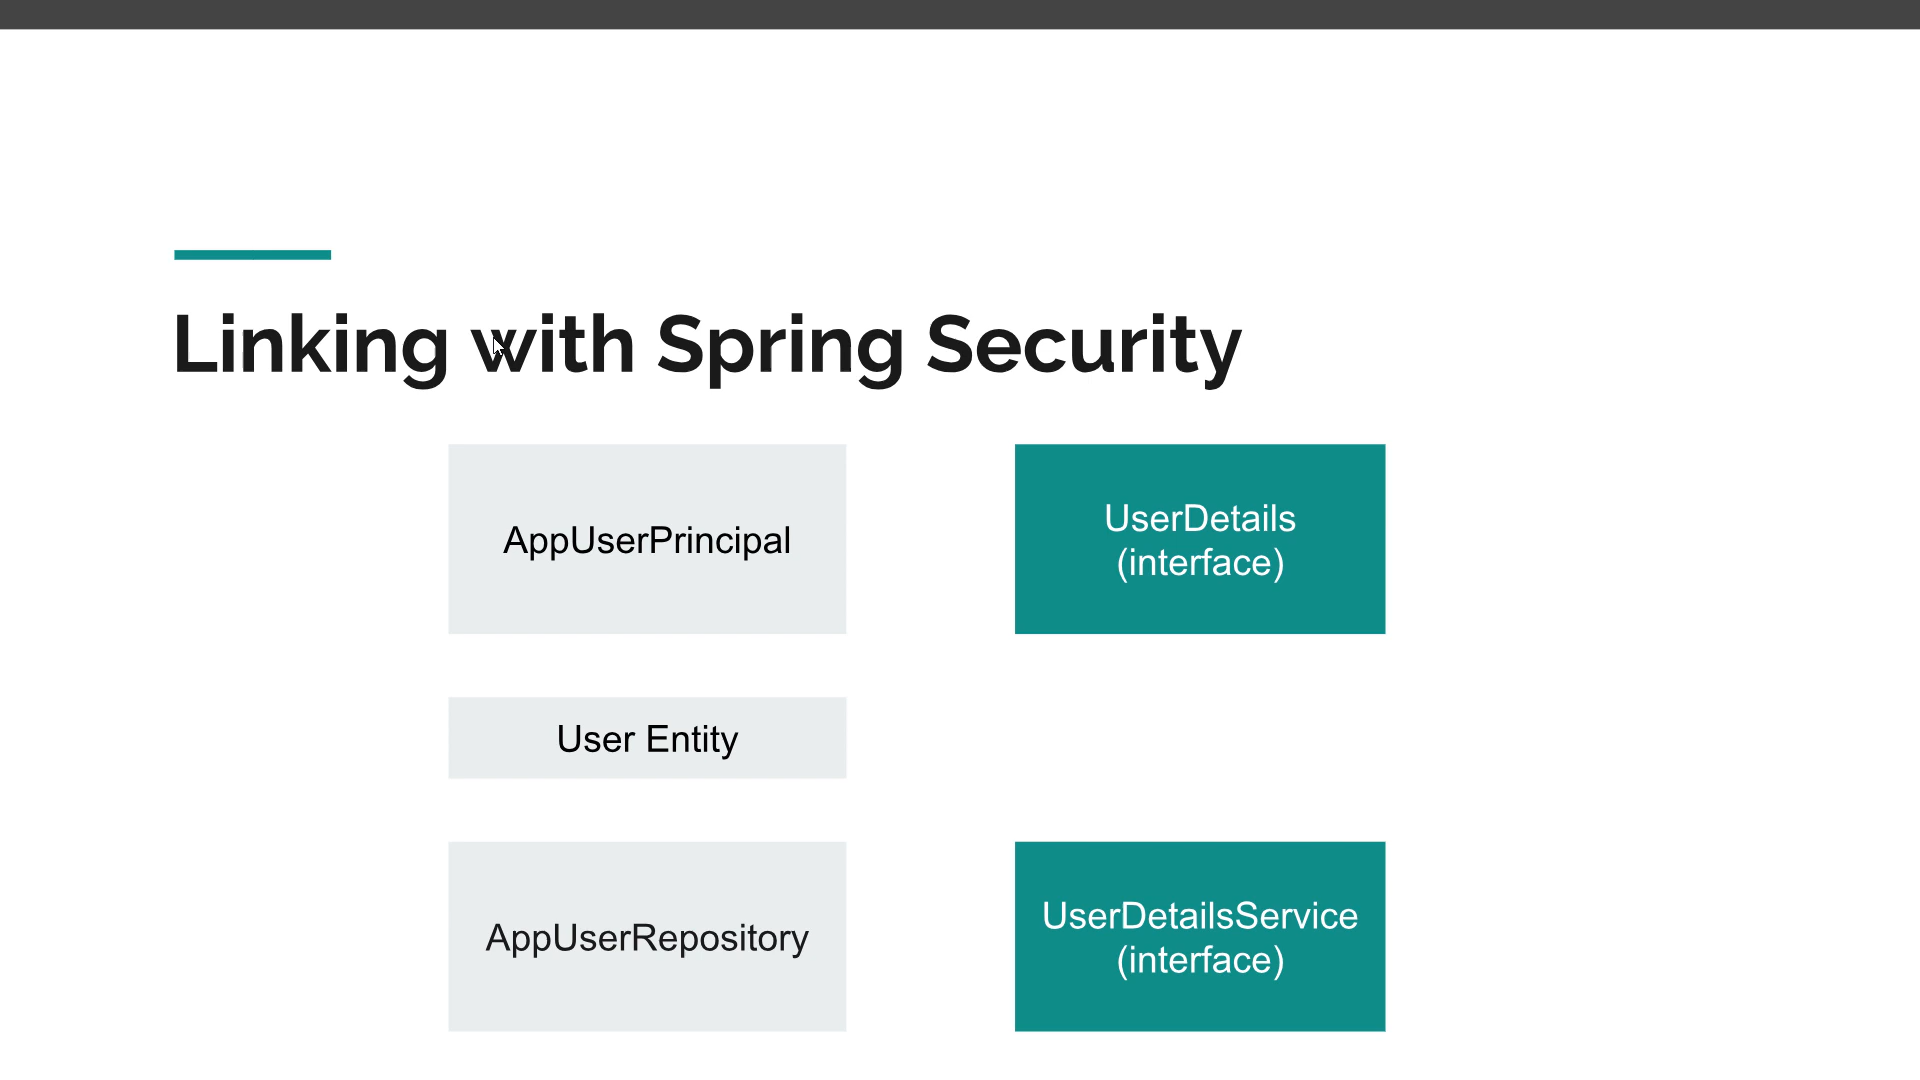 Linking with Spring Security
AppUserPrincipal
UserDetails
(interface)
User Entity
AppUserRepository
UserDetailsService
(interface)